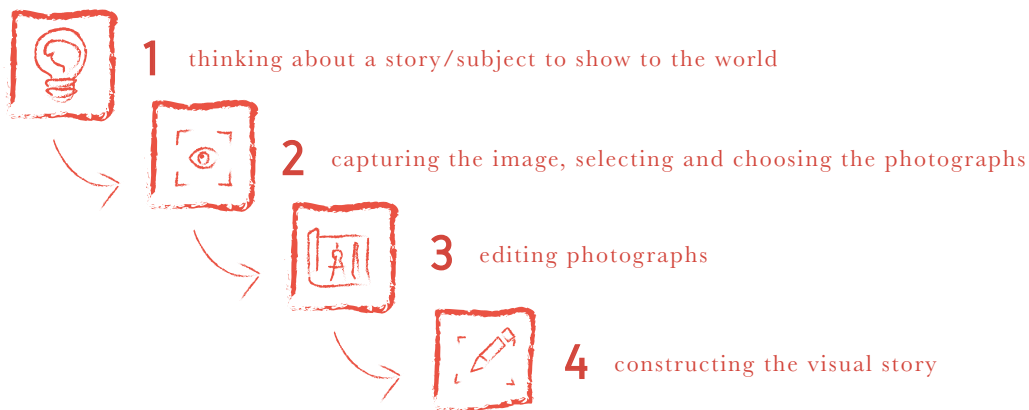 1 thinking about a story/subject to show to the world
2 capturing the image, selecting and choosing the photographs
3 editing photographs
4 constructing the visual story